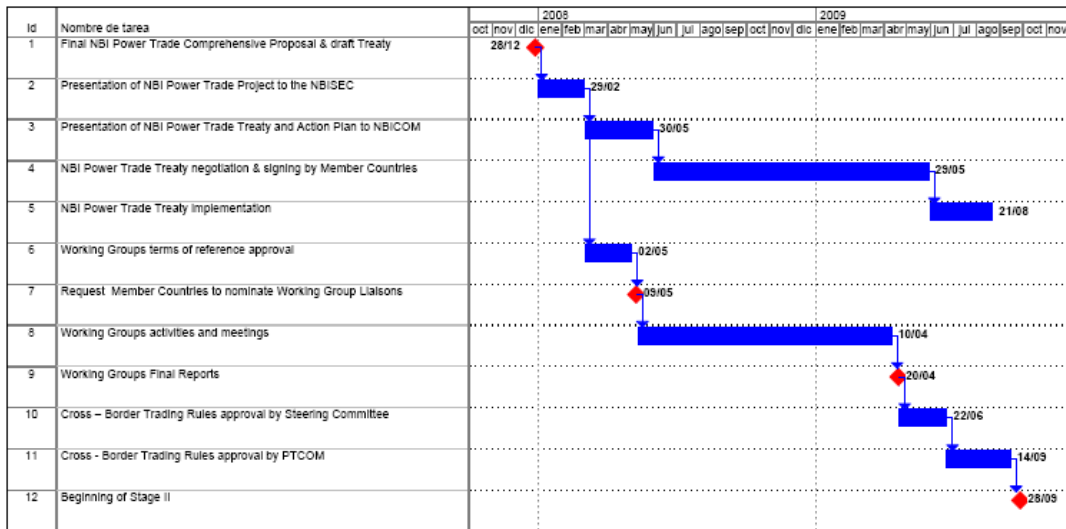 2008 2009
Id Nombre de tarea oct nov dic ene feb mar abr may jun jul ago sep oct nov dic ene feb mar abr may jun jul ago sep oct nov
1 Final NBI Power Trade Comprehensive Proposal & draft Treaty 28/12
2 Presentation of NBI Power Trade Project to the NBISEC 29/02
3 Presentation of NBI Power Trade Treaty and Action Plan to NBICOM 30/05
4 NBI Power Trade Treaty negotiation & signing by Member Countries 29/05
5 NBI Power Trade Treaty Implementation 21/08
6 Working Groups terms of reference approval 02/05
7 Request Member Countries to nominate Working Group Liaisons 09/05
8 Working Groups activities and meetings 10/04
9 Working Groups Final Reports 20/04
10 Cross – Border Trading Rules approval by Steering Committee 22/06
11 Cross - Border Trading Rules approval by PTCOM 14/09
12 Beginning of Stage II 28/09